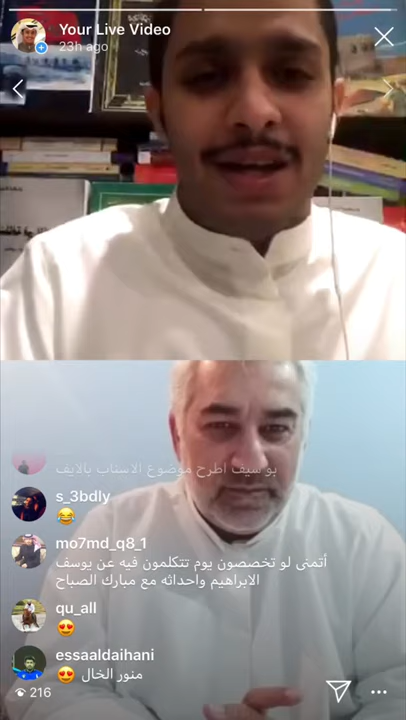 Your Live Video
23h ago
بو سيف اطرح موضوع الاسناب بالايف
s_3bdly
😂
mo7md_q8_1
أتمنى لو تخصصون يوم تتكلمون فيه عن يوسف
الابراهيم واحداثه مع مبارك الصباح
qu_all
😍
essaaldaihani
منور الخال 😍
216